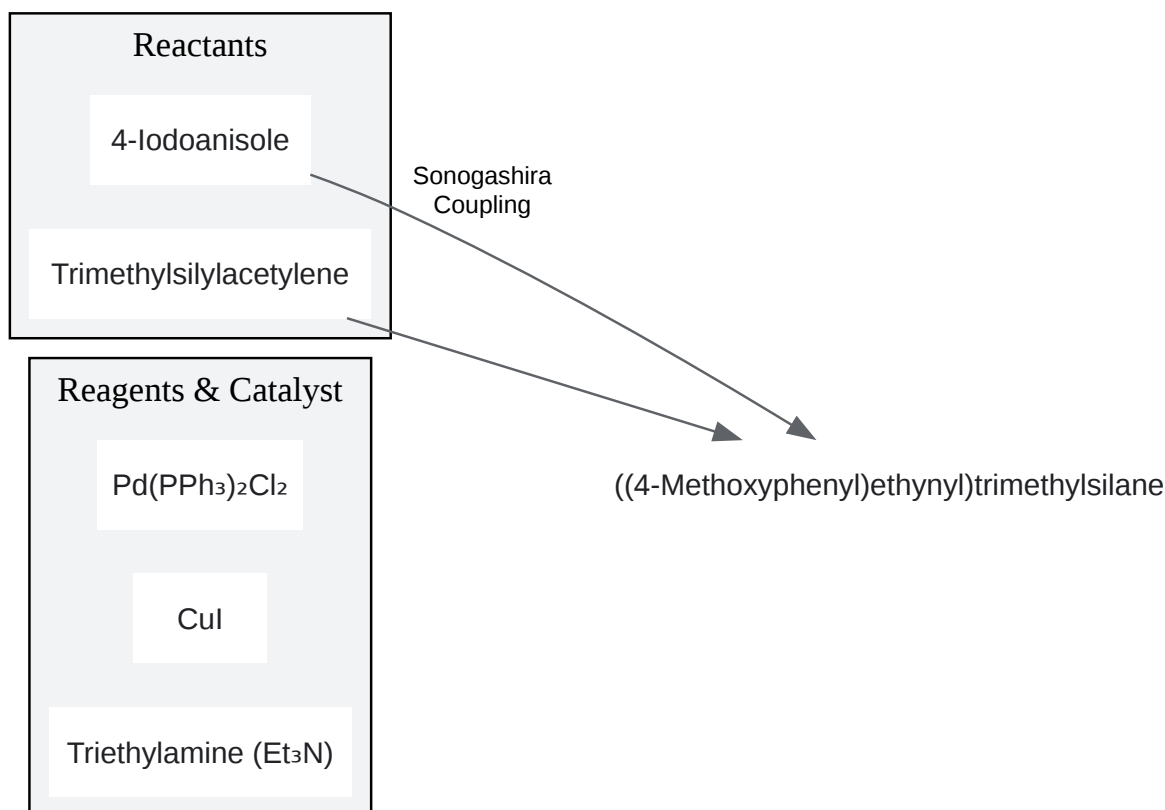 Reactants
4-Iodoanisole
Trimethylsilylacetylene
Sonogashira
Coupling
Reagents & Catalyst
Pd(PPh₃)₂Cl₂
CuI
Triethylamine (Et₃N)
((4-Methoxyphenyl)ethynyl)trimethylsilane